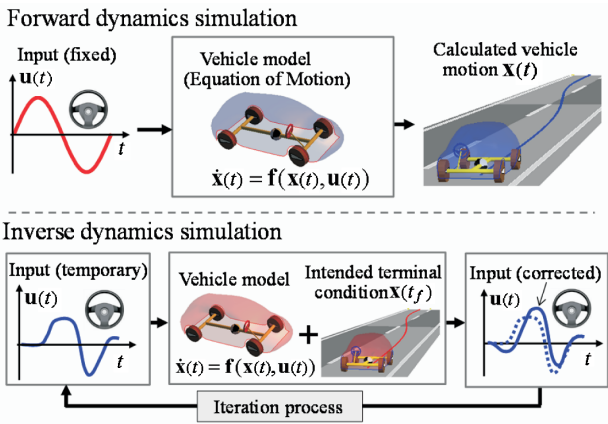 Forward dynamics simulation
Input (fixed)
u(t)
t
Vehicle model
(Equation of Motion)
ẋ(t) = f(x(t),u(t))
Calculated vehicle
motion x(t)
Inverse dynamics simulation
Input (temporary)
u(t)
t
Vehicle model
ẋ(t) = f(x(t),u(t))
+
Intended terminal
condition x(t_f)
Input (corrected)
u(t)
t
Iteration process